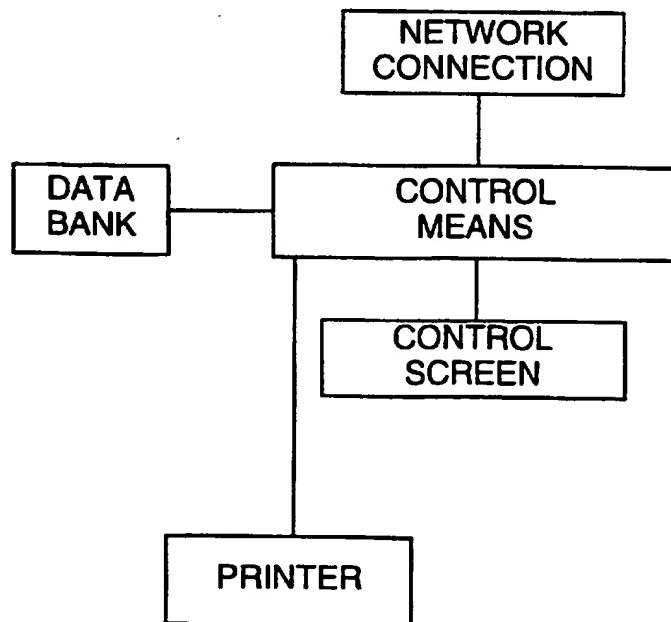 NETWORK
CONNECTION
DATA
BANK
CONTROL
MEANS
CONTROL
SCREEN
PRINTER